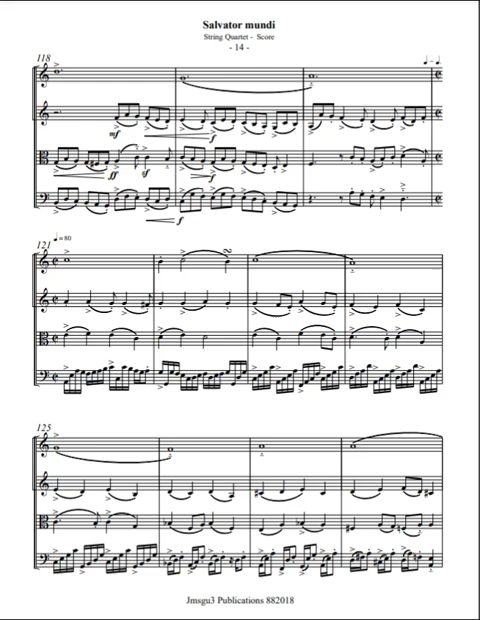 Salvator mundi
String Quartet - Score
- 14 -
118
mf
f
ff
sf
f
f
121
= 80
125
Jmsgu3 Publications 882018